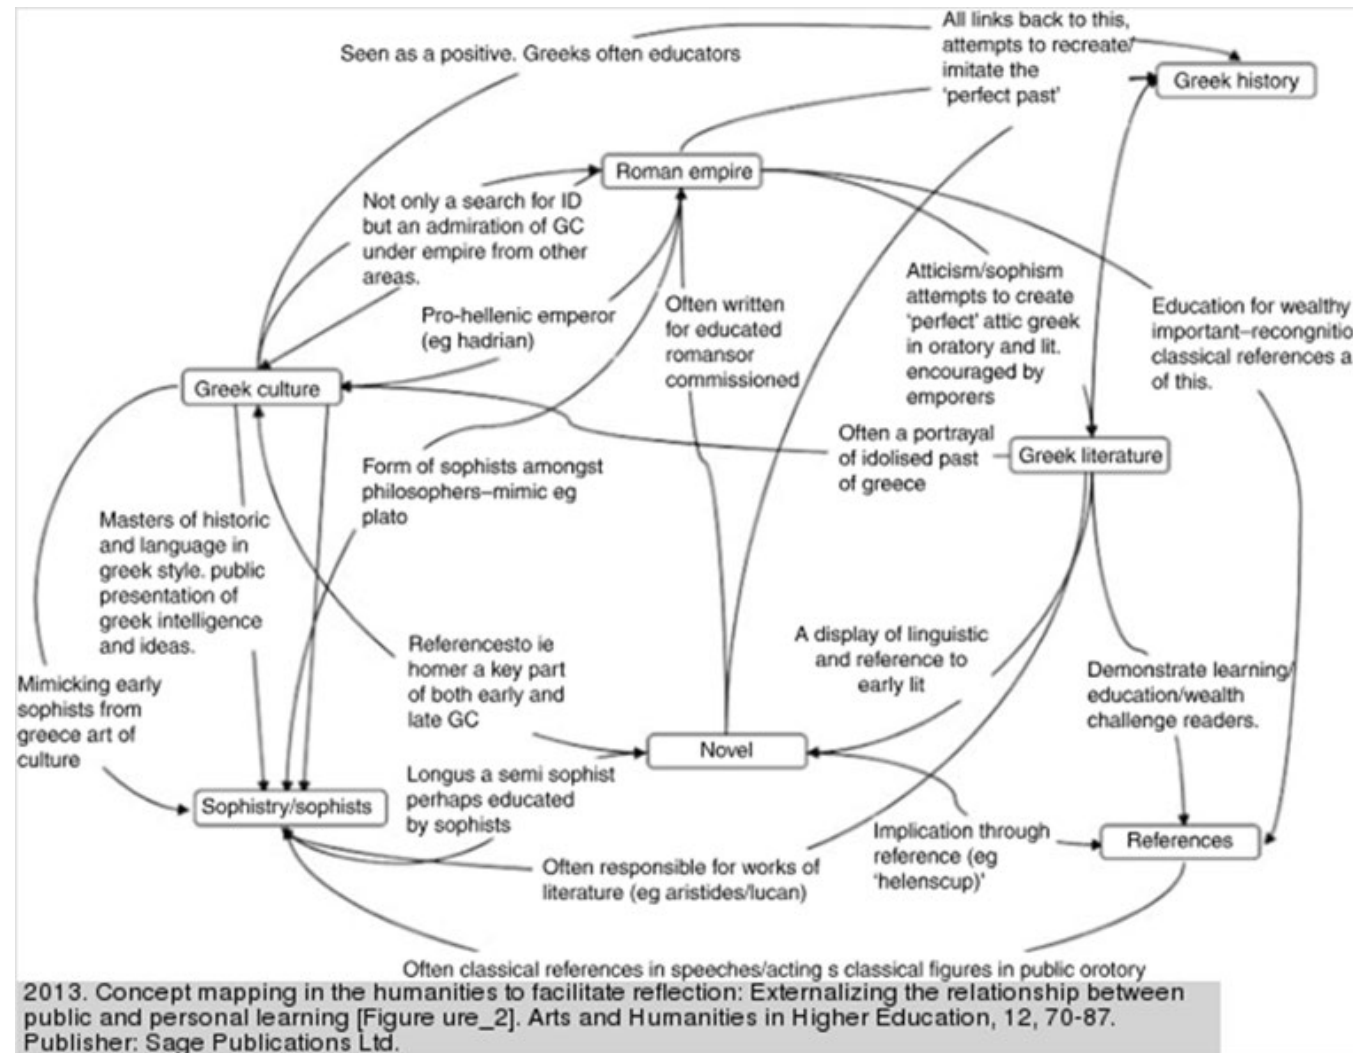 All links back to this,
attempts to recreate/
imitate the
'perfect past'
Seen as a positive. Greeks often educators
Greek history
Roman empire
Not only a search for ID
but an admiration of GC
under empire from other
areas.
Pro-hellenic emperor
(eg hadrian)
Often written
for educated
romansor
commissioned
Atticism/sophism
attempts to create
'perfect' attic greek
in oratory and lit.
encouraged by
emporers
Education for wealthy
important–recongnitio
classical references a
of this.
Greek culture
Often a portrayal
of idolised past
of greece
Greek literature
Form of sophists amongst
philosophers–mimic eg
plato
Masters of historic
and language in
greek style. public
presentation of
greek intelligence
and ideas.
Referencesto ie
homer a key part
of both early and
late GC
A display of linguistic
and reference to
early lit
Demonstrate learning/
education/wealth
challenge readers.
Mimicking early
sophists from
greece art of
culture
Novel
Longus a semi sophist
perhaps educated
by sophists
Sophistry/sophists
Implication through
reference (eg
'helenscup)'
References
Often responsible for works of
literature (eg aristides/lucan)
Often classical references in speeches/acting s classical figures in public orotory
2013. Concept mapping in the humanities to facilitate reflection: Externalizing the relationship between
public and personal learning [Figure ure_2]. Arts and Humanities in Higher Education, 12, 70-87.
Publisher: Sage Publications Ltd.